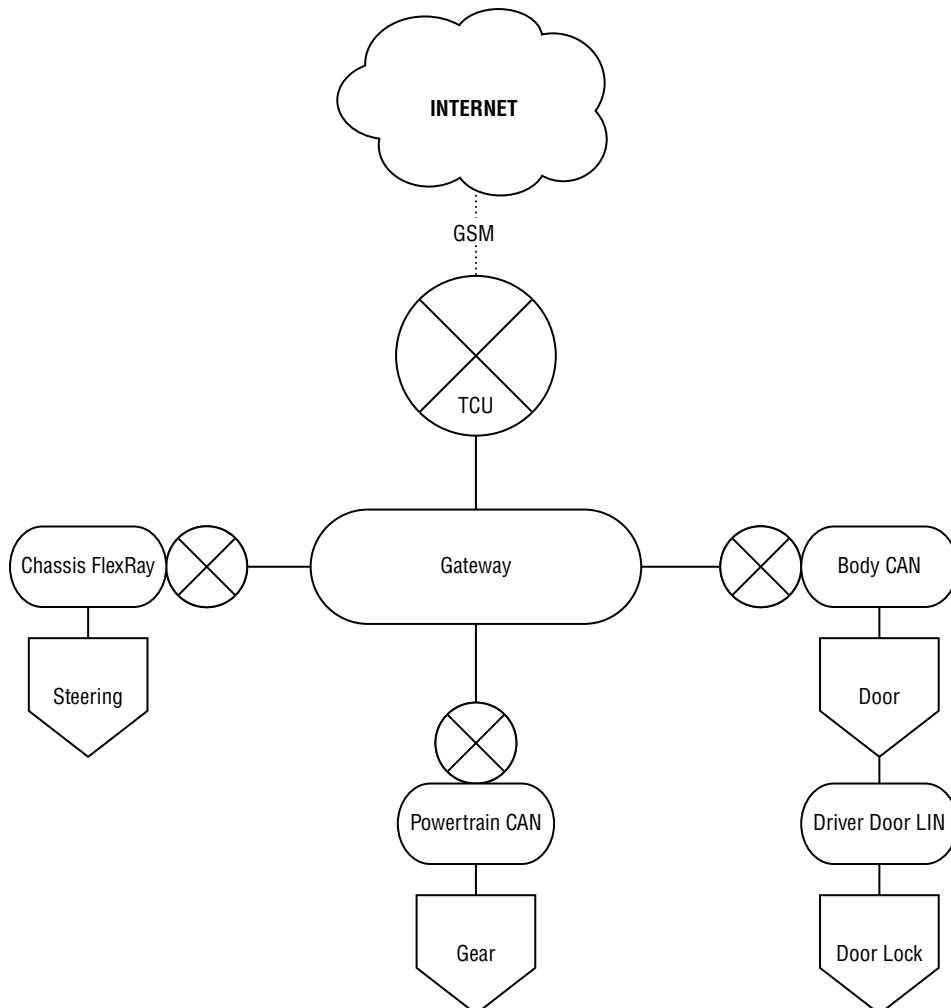 INTERNET
GSM
TCU
Chassis FlexRay
Gateway
Body CAN
Steering
Door
Powertrain CAN
Driver Door LIN
Gear
Door Lock